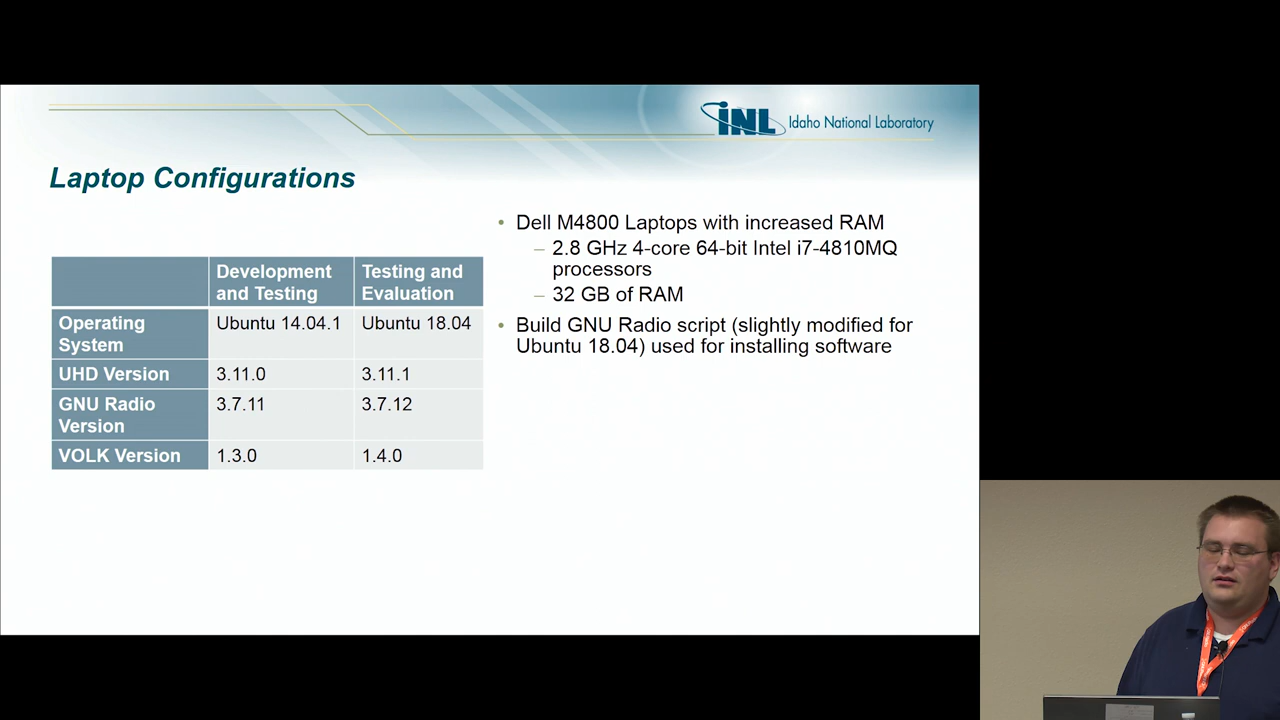 INL Idaho National Laboratory
Laptop Configurations
Development
and Testing
Testing and
Evaluation
Operating
System
Ubuntu 14.04.1
Ubuntu 18.04
UHD Version
3.11.0
3.11.1
GNU Radio
Version
3.7.11
3.7.12
VOLK Version
1.3.0
1.4.0
• Dell M4800 Laptops with increased RAM
– 2.8 GHz 4-core 64-bit Intel i7-4810MQ
processors
– 32 GB of RAM
• Build GNU Radio script (slightly modified for
Ubuntu 18.04) used for installing software